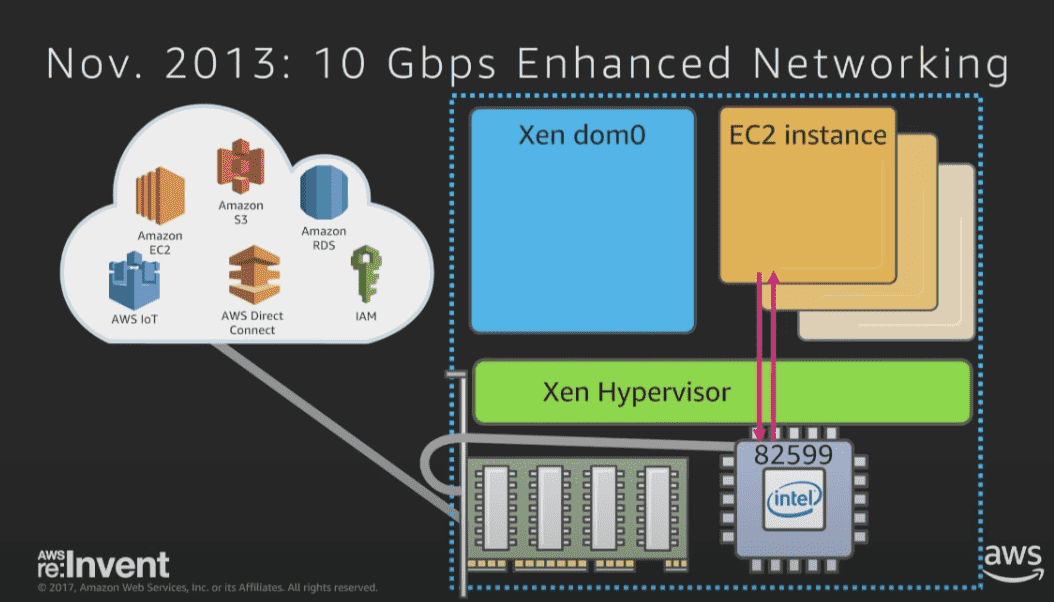 Nov. 2013: 10 Gbps Enhanced Networking
Xen dom0
EC2 instance
Amazon
S3
Amazon
EC2
Amazon
RDS
AWS IoT
AWS Direct
Connect
IAM
Xen Hypervisor
82599
intel
AWS
re:Invent
© 2017, Amazon Web Services, Inc. or its Affiliates. All rights reserved.
aws